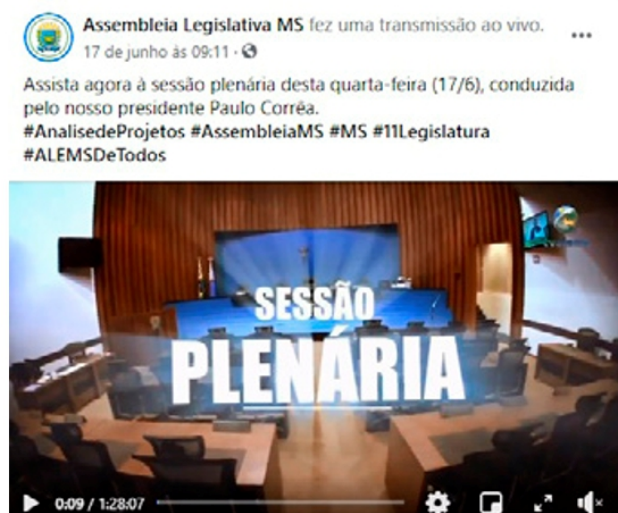 Assembleia Legislativa MS fez uma transmissão ao vivo.
17 de junho às 09:11 ·
Assista agora à sessão plenária desta quarta-feira (17/6), conduzida
pelo nosso presidente Paulo Corrêa.
#AnalisedeProjetos #AssembleiaMS #MS #11Legislatura
#ALEMSDeTodos
SESSÃO
PLENÁRIA
0:09 / 1:28:07